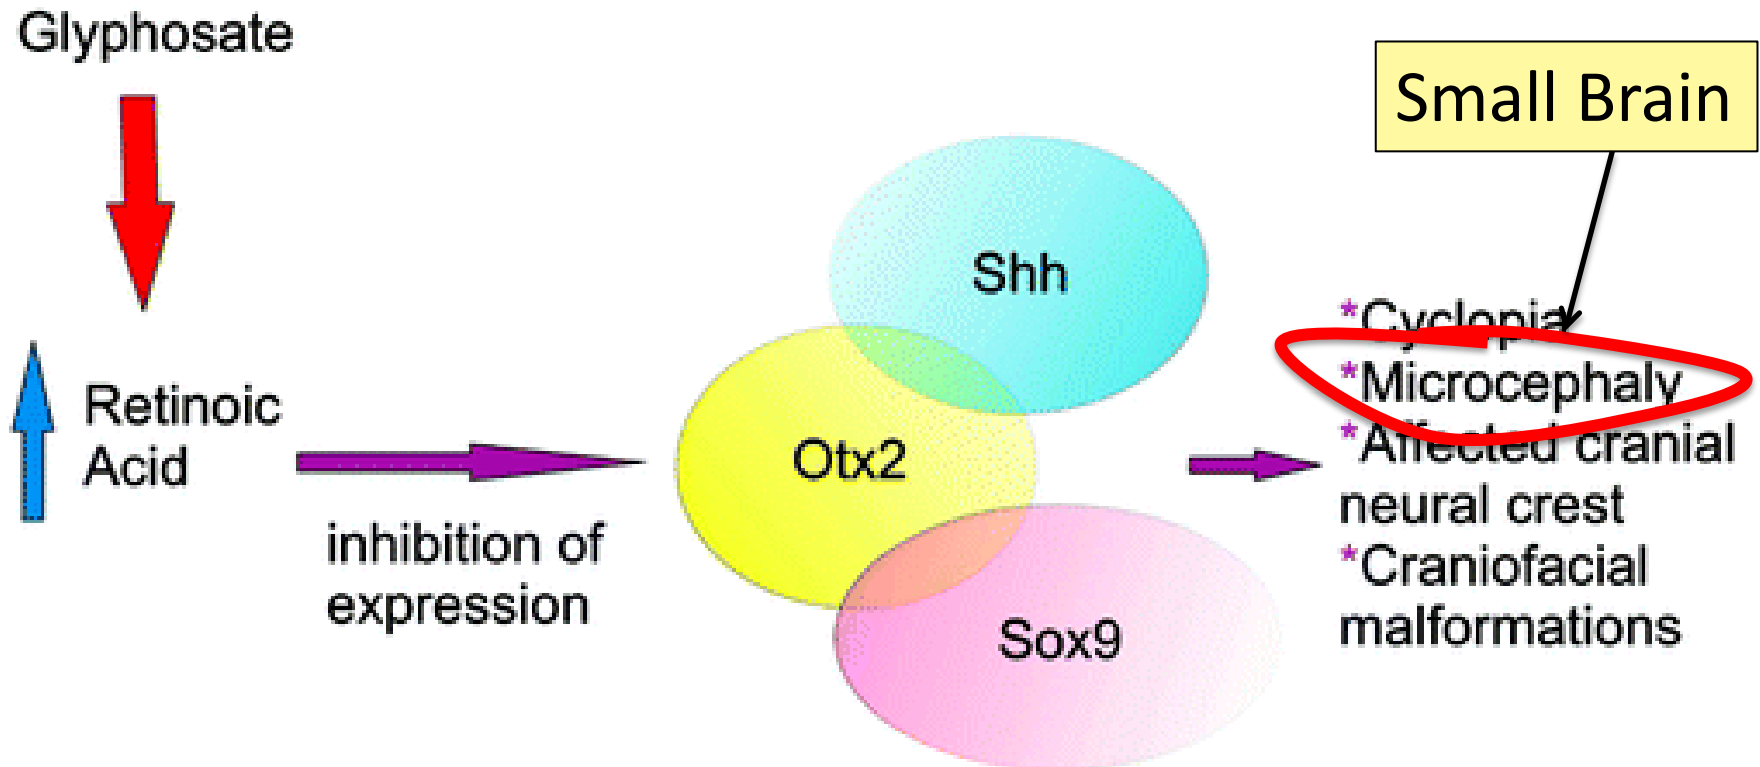 Glyphosate
Small Brain
Shh
*Cyclopia
*Microcephaly
Retinoic
Acid
Otx2
*Affected cranial
neural crest
inhibition of
expression
*Craniofacial
malformations
Sox9